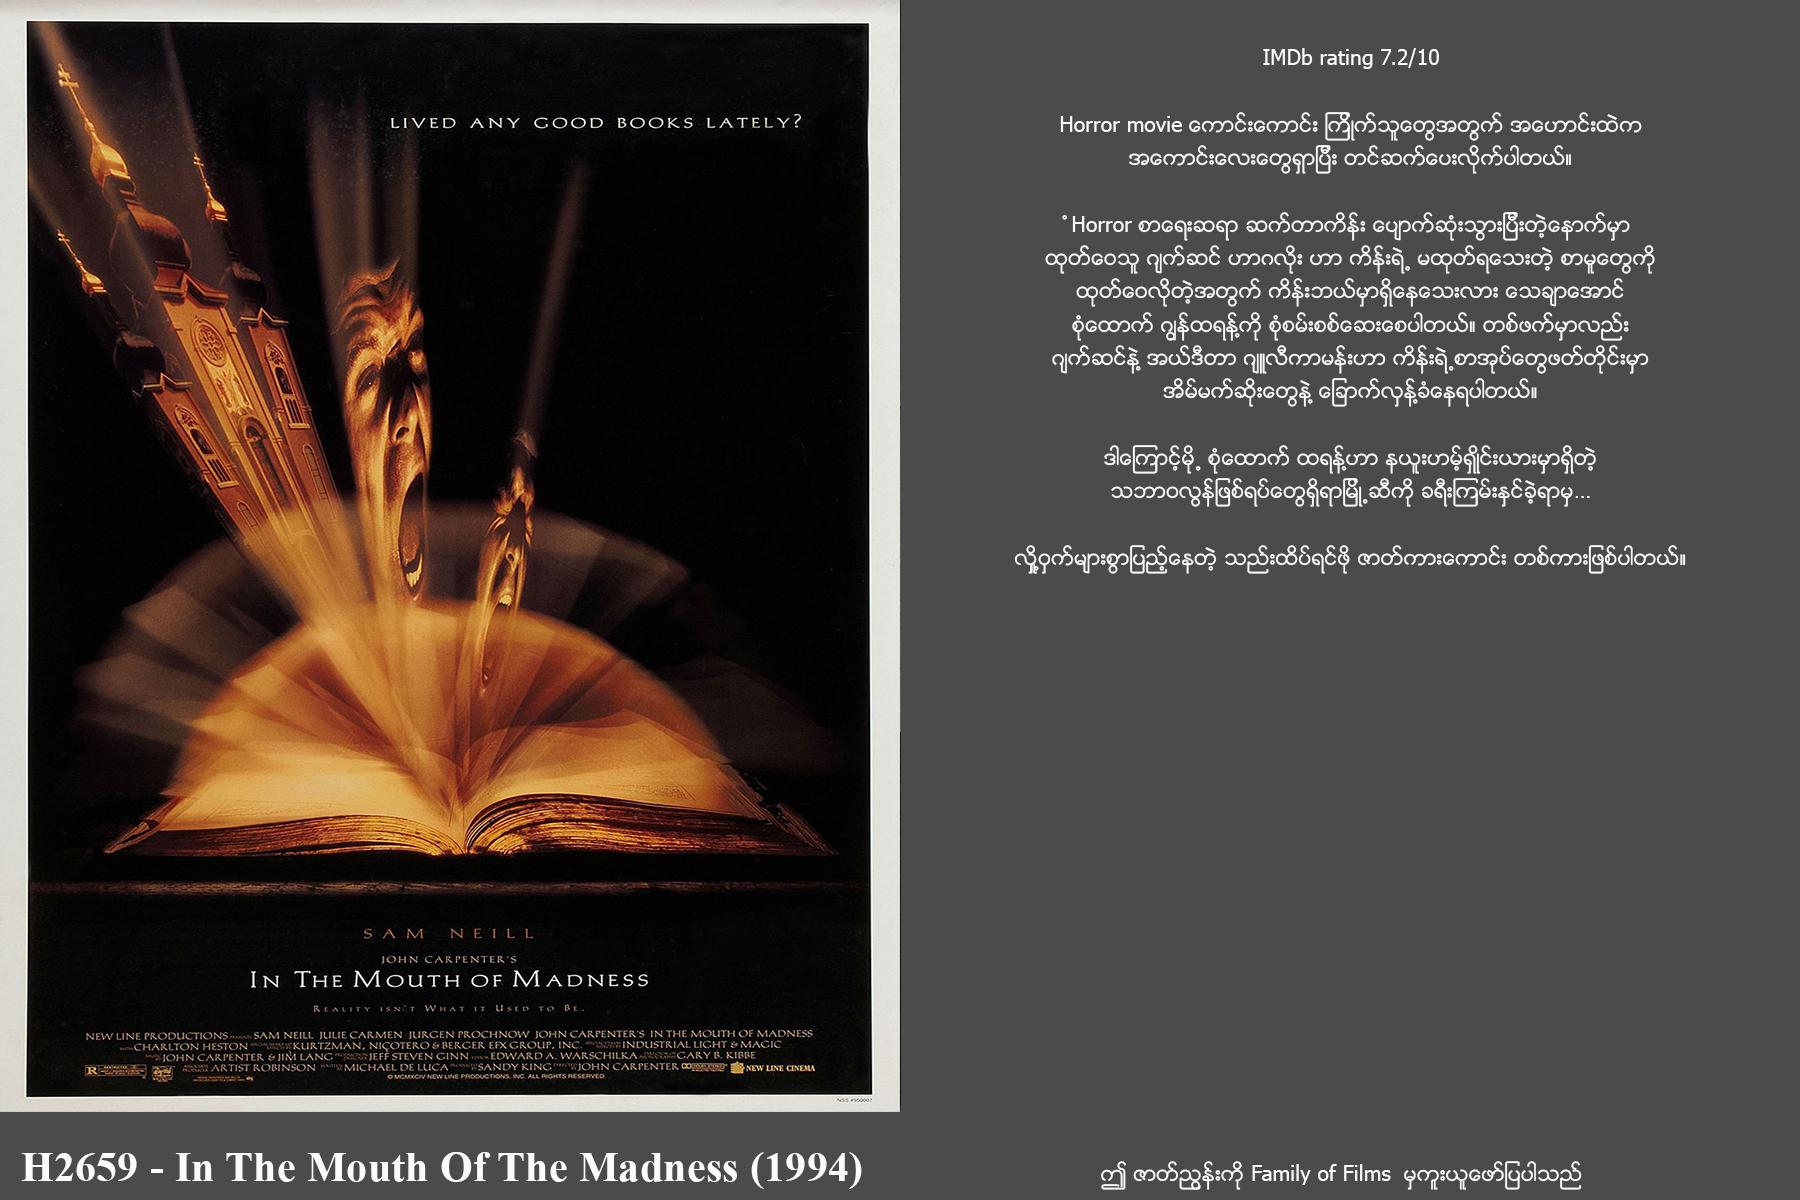 LIVED ANY GOOD BOOKS LATELY?
SAM NEILL
JOHN CARPENTER'S
IN THE MOUTH OF MADNESS
REALITY ISN'T WHAT IT USED TO BE.
NEW LINE PRODUCTIONS PRESENTS SAM NEILL JULIE CARMEN JURGEN PROCHNOW JOHN CARPENTER'S IN THE MOUTH OF MADNESS
WITH CHARLTON HESTON KURTZMAN, NICOTERO & BERGER EFX GROUP, INC. INDUSTRIAL LIGHT & MAGIC
MUSIC BY JOHN CARPENTER & JIM LANG PRODUCTION DESIGNER JEFF STEVEN GINN EDITOR EDWARD A. WARSCHILKA GARY B. KIBBE
R RESTRICTED ASSOCIATE PRODUCER ARTIST ROBINSON WRITTEN BY MICHAEL DE LUCA PRODUCED BY SANDY KING DIRECTED BY JOHN CARPENTER NEW LINE CINEMA
© MCMXCIV NEW LINE PRODUCTIONS, INC. ALL RIGHTS RESERVED.
NSS #950007
H2659 - In The Mouth Of The Madness (1994)
IMDb rating 7.2/10
Horror movie ကောင်းကောင်း ကြိုက်သူတွေအတွက် အဟောင်းထဲက
အကောင်းလေးတွေရှာပြီး တင်ဆက်ပေးလိုက်ပါတယ်။
ံ Horror စာရေးဆရာ ဆက်တာကိန်း ပျောက်ဆုံးသွားပြီးတဲ့နောက်မှာ
ထုတ်ဝေသူ ဂျက်ဆင် ဟာဂလိုး ဟာ ကိန်းရဲ့ မထုတ်ရသေးတဲ့ စာမူတွေကို
ထုတ်ဝေလိုတဲ့အတွက် ကိန်းဘယ်မှာရှိနေသေးလား သေချာအောင်
စုံထောက် ဂျွန်ထရန့်ကို စုံစမ်းစစ်ဆေးစေပါတယ်။ တစ်ဖက်မှာလည်း
ဂျက်ဆင်နဲ့ အယ်ဒီတာ ဂျူလီကာမန်းဟာ ကိန်းရဲ့စာအုပ်တွေဖတ်တိုင်းမှာ
အိမ်မက်ဆိုးတွေနဲ့ ခြောက်လှန့်ခံနေရပါတယ်။
ဒါကြောင့်မို့ စုံထောက် ထရန့်ဟာ နယူးဟမ့်ရှိုင်းယားမှာရှိတဲ့
သဘာဝလွန်ဖြစ်ရပ်တွေရှိရာမြို့ဆီကို ခရီးကြမ်းနှင်ခဲ့ရာမှ...
လှို့ဝှက်များစွာပြည့်နေတဲ့ သည်းထိပ်ရင်ဖို ဇာတ်ကားကောင်း တစ်ကားဖြစ်ပါတယ်။
ဤ ဇာတ်ညွှန်းကို Family of Films မှကူးယူဖော်ပြပါသည်